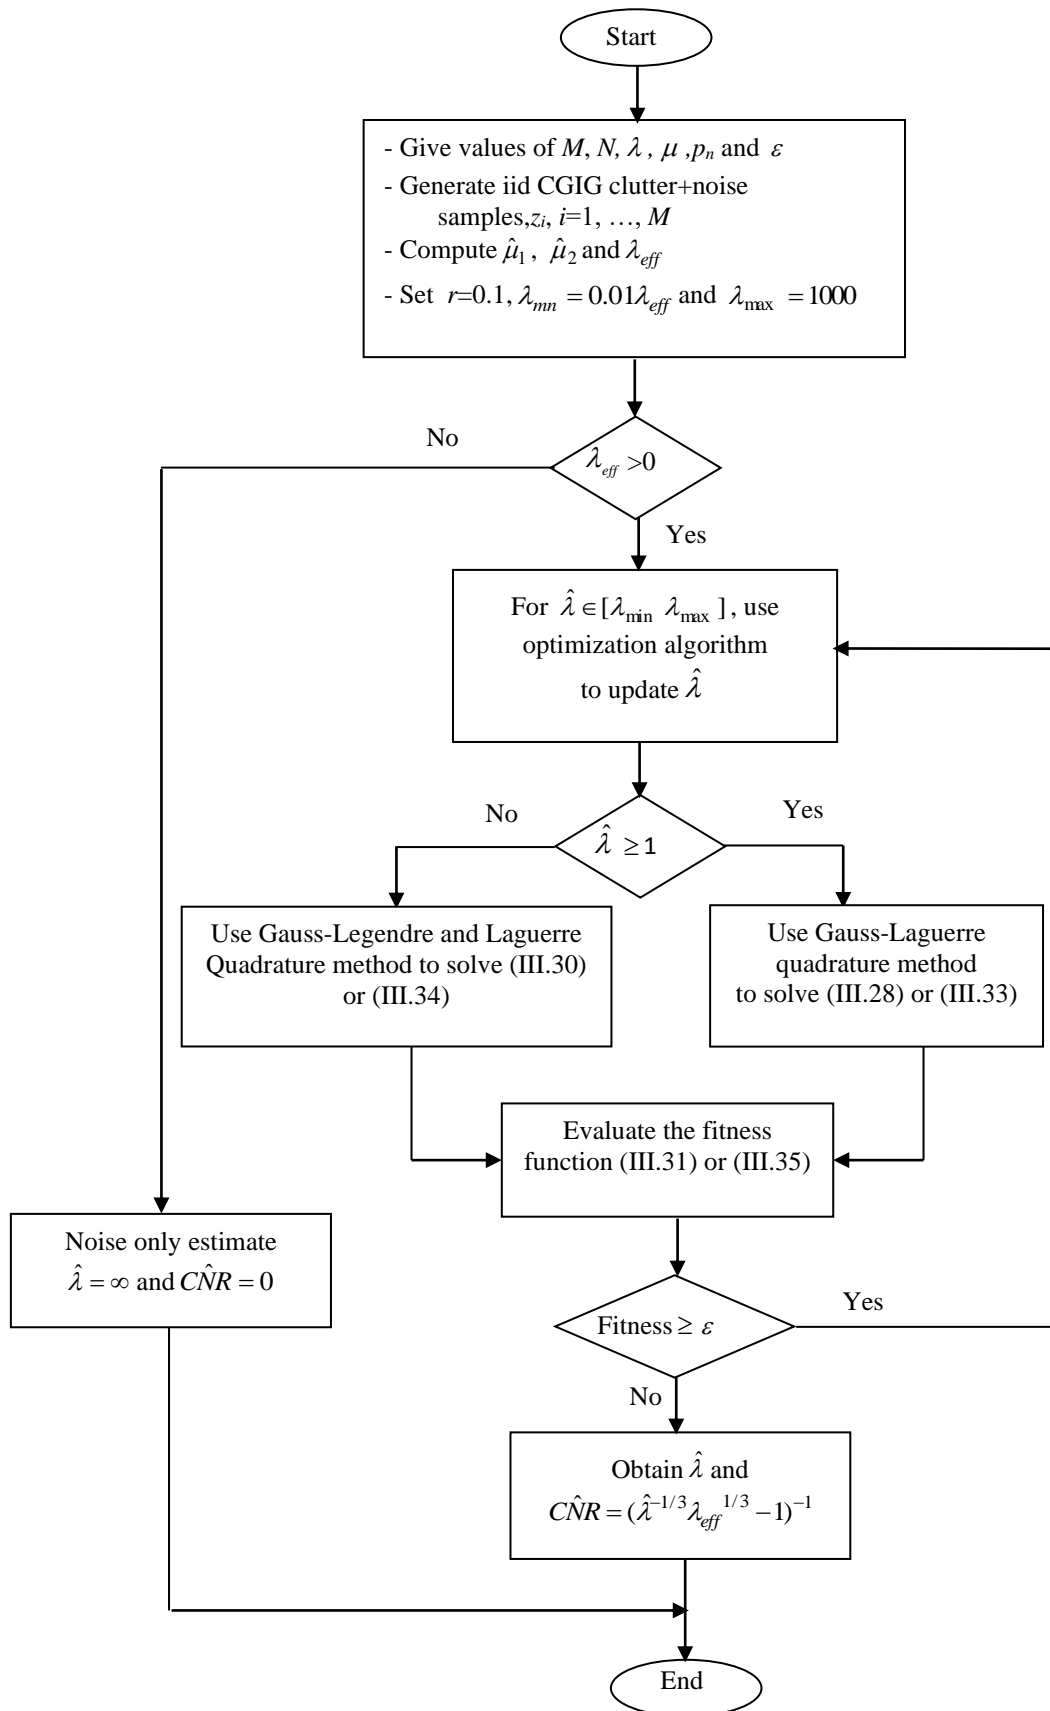 Start
- Give values of M, N, λ , μ ,pₙ and ε
- Generate iid CGIG clutter+noise
samples,zᵢ, i=1, …, M
- Compute μ̂₁ , μ̂₂ and λ_eff
- Set r=0.1, λ_mn = 0.01λ_eff and λ_max = 1000
No
λ_eff >0
Yes
For λ̂ ∈ [λ_min λ_max ] , use
optimization algorithm
to update λ̂
No
Yes
λ̂ ≥ 1
Use Gauss-Legendre and Laguerre
Quadrature method to solve (III.30)
or (III.34)
Use Gauss-Laguerre
quadrature method
to solve (III.28) or (III.33)
Evaluate the fitness
function (III.31) or (III.35)
Noise only estimate
λ̂ = ∞ and CN̂R = 0
Yes
Fitness ≥ ε
No
Obtain λ̂ and
CN̂R = (λ̂^{-1/3} λ_eff^{1/3} − 1)^{-1}
End